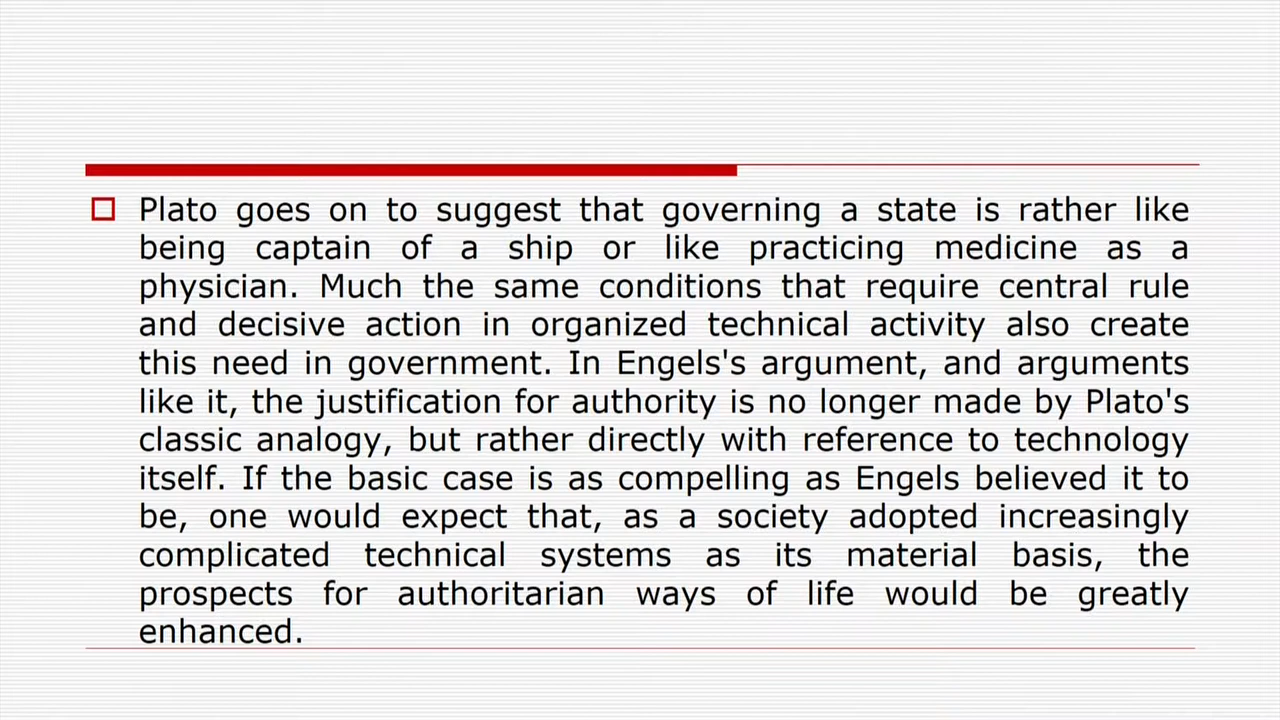 Plato goes on to suggest that governing a state is rather like
being captain of a ship or like practicing medicine as a
physician. Much the same conditions that require central rule
and decisive action in organized technical activity also create
this need in government. In Engels's argument, and arguments
like it, the justification for authority is no longer made by Plato's
classic analogy, but rather directly with reference to technology
itself. If the basic case is as compelling as Engels believed it to
be, one would expect that, as a society adopted increasingly
complicated technical systems as its material basis, the
prospects for authoritarian ways of life would be greatly
enhanced.